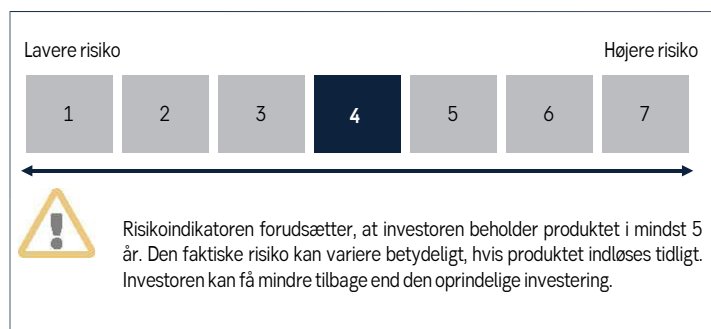 Lavere risiko Højere risiko
1 2 3 4 5 6 7
Risikoindikatoren forudsætter, at investoren beholder produktet i mindst 5
år. Den faktiske risiko kan variere betydeligt, hvis produktet indløses tidligt.
Investoren kan få mindre tilbage end den oprindelige investering.